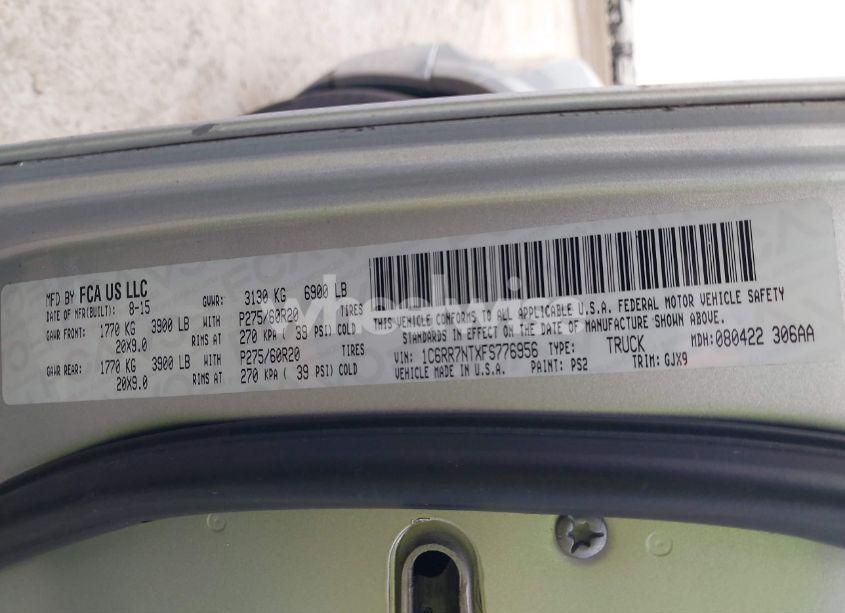 MFD BY FCA US LLC
DATE OF MFR(BUILT): 8-15 GVWR: 3130 KG 6900 LB
GAWR FRONT: 1770 KG 3900 LB WITH P275/60R20 TIRES
20X9.0 RIMS AT 270 KPA ( 39 PSI) COLD
GAWR REAR: 1770 KG 3900 LB WITH P275/60R20 TIRES
20X9.0 RIMS AT 270 KPA ( 39 PSI) COLD
THIS VEHICLE CONFORMS TO ALL APPLICABLE U.S.A. FEDERAL MOTOR VEHICLE SAFETY
STANDARDS IN EFFECT ON THE DATE OF MANUFACTURE SHOWN ABOVE.
VIN: 1C6RR7NTXFS776956 TYPE: TRUCK MDH: 080422 306AA
VEHICLE MADE IN U.S.A. PAINT: PS2 TRIM: GJX9
wheelwire